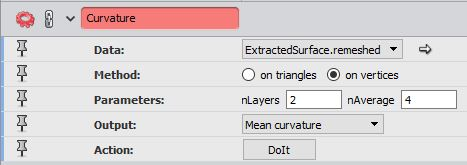 Curvature
Data: ExtractedSurface.remeshed
Method: on triangles on vertices
Parameters: nLayers 2 nAverage 4
Output: Mean curvature
Action: DoIt